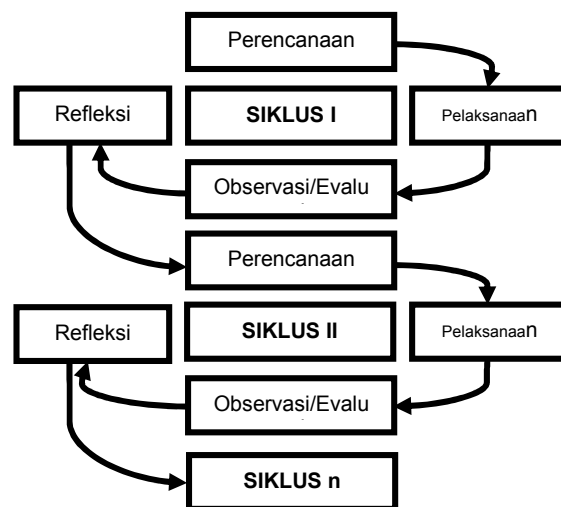 Perencanaan
Refleksi
SIKLUS I
Pelaksanaan
Observasi/Evalu
Perencanaan
Refleksi
SIKLUS II
Pelaksanaan
Observasi/Evalu
SIKLUS n